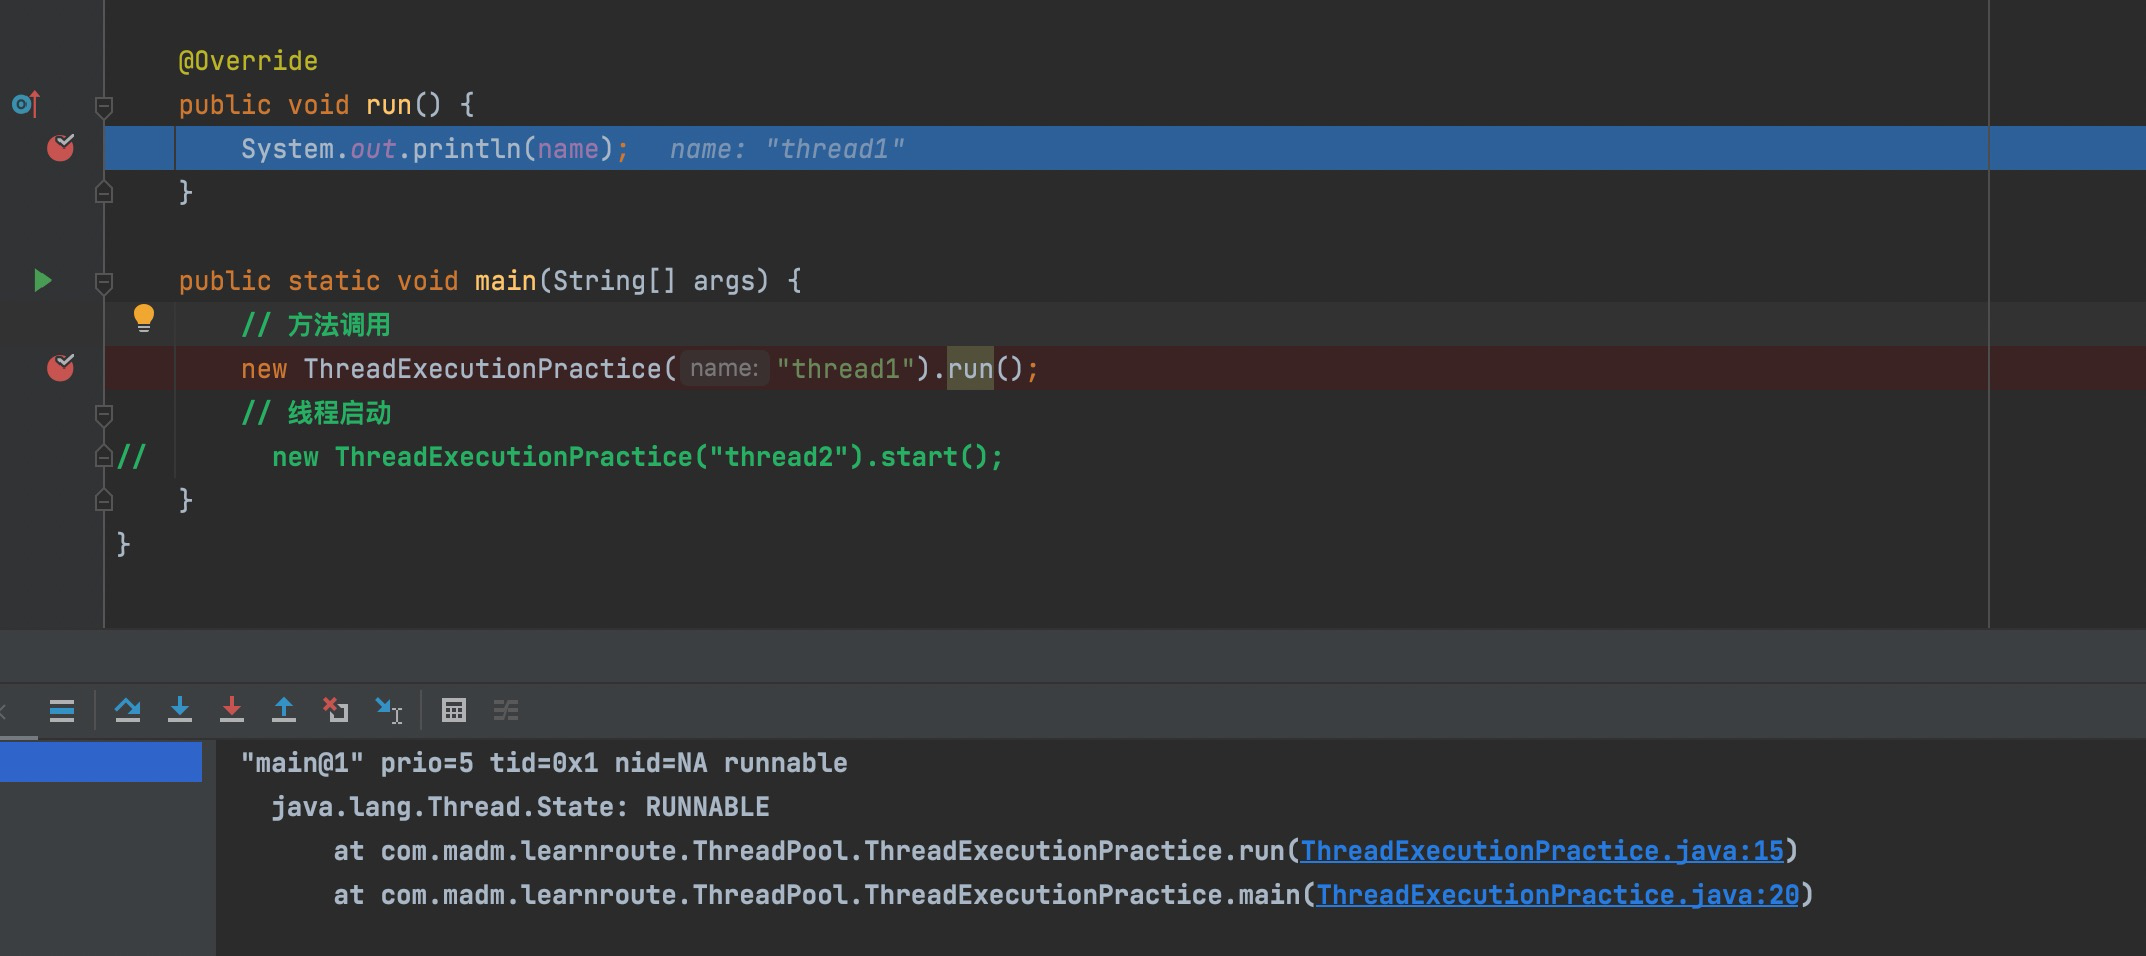 @Override
public void run() {
System.out.println(name); name: "thread1"
}
public static void main(String[] args) {
// 方法调用
new ThreadExecutionPractice( name: "thread1").run();
// 线程启动
// new ThreadExecutionPractice("thread2").start();
}
}
"main@1" prio=5 tid=0x1 nid=NA runnable
java.lang.Thread.State: RUNNABLE
at com.madm.learnroute.ThreadPool.ThreadExecutionPractice.run(ThreadExecutionPractice.java:15)
at com.madm.learnroute.ThreadPool.ThreadExecutionPractice.main(ThreadExecutionPractice.java:20)